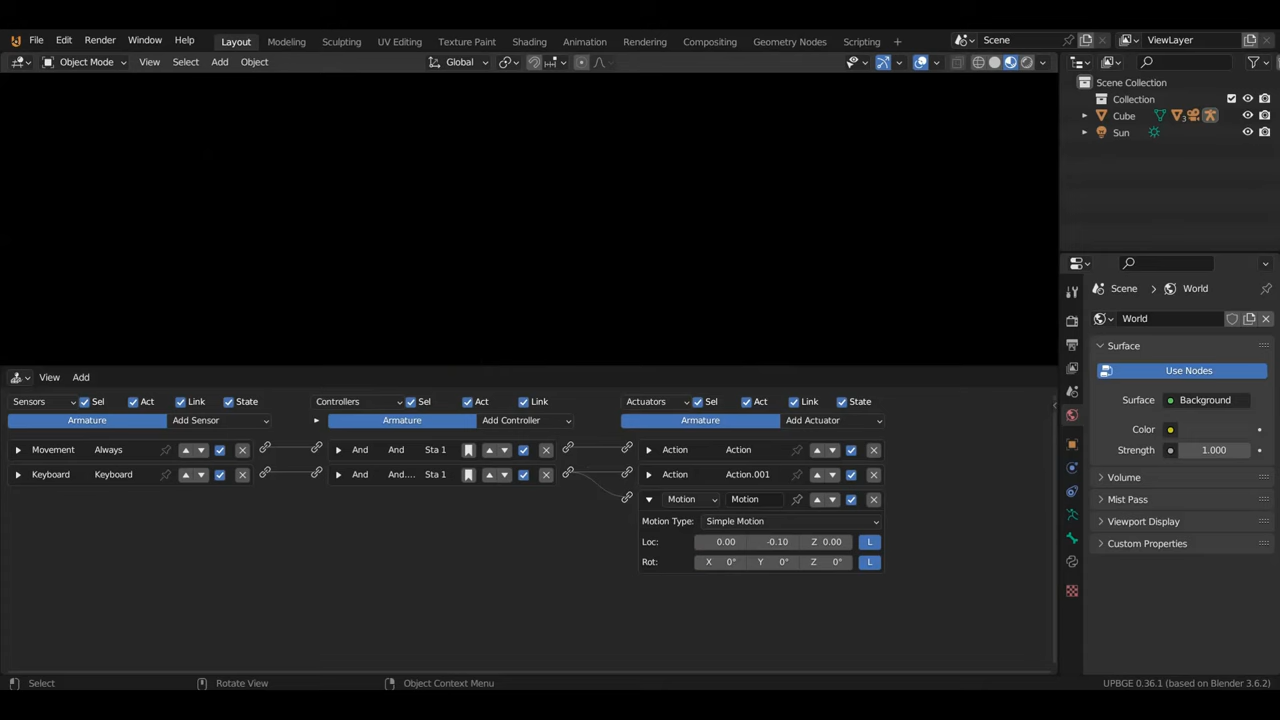 File Edit Render Window Help Layout Modeling Sculpting UV Editing Texture Paint Shading Animation Rendering Compositing Geometry Nodes Scripting + Scene ViewLayer
Object Mode View Select Add Object Global
Scene Collection
Collection
Cube 3
Sun
Scene > World
World
Surface
Use Nodes
Surface Background
Color
Strength 1.000
Volume
Mist Pass
Viewport Display
Custom Properties
View Add
Sensors Sel Act Link State Controllers Sel Act Link Actuators Sel Act Link State
Armature Add Sensor Armature Add Controller Armature Add Actuator
Movement Always And And Sta 1 Action Action
Keyboard Keyboard And And.... Sta 1 Action Action.001
Motion Motion
Motion Type: Simple Motion
Loc: 0.00 -0.10 Z 0.00 L
Rot: X 0° Y 0° Z 0° L
Select Rotate View Object Context Menu UPBGE 0.36.1 (based on Blender 3.6.2)